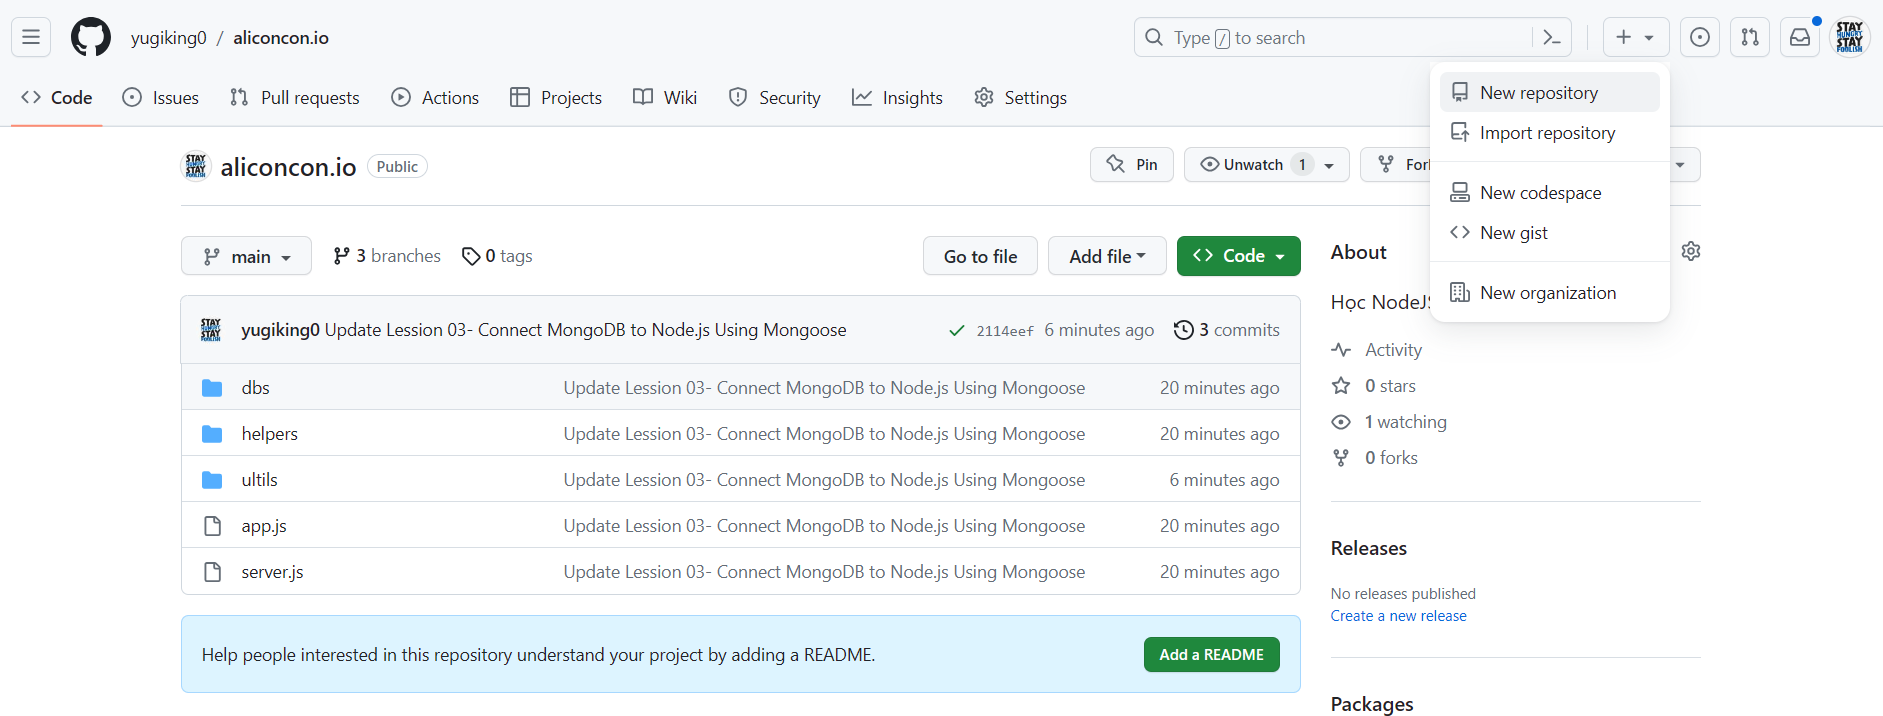 yugiking0 / aliconcon.io
Type / to search
Code
Issues
Pull requests
Actions
Projects
Wiki
Security
Insights
Settings
New repository
Import repository
New codespace
New gist
New organization
STAY HUNGRY STAY FOOLISH
aliconcon.io
Public
Pin
Unwatch 1
main
3 branches
0 tags
Go to file
Add file
Code
yugiking0 Update Lession 03- Connect MongoDB to Node.js Using Mongoose
2114eef 6 minutes ago
3 commits
dbs Update Lession 03- Connect MongoDB to Node.js Using Mongoose 20 minutes ago
helpers Update Lession 03- Connect MongoDB to Node.js Using Mongoose 20 minutes ago
ultils Update Lession 03- Connect MongoDB to Node.js Using Mongoose 6 minutes ago
app.js Update Lession 03- Connect MongoDB to Node.js Using Mongoose 20 minutes ago
server.js Update Lession 03- Connect MongoDB to Node.js Using Mongoose 20 minutes ago
Help people interested in this repository understand your project by adding a README.
Add a README
About
Học
Activity
0 stars
1 watching
0 forks
Releases
No releases published
Create a new release
Packages